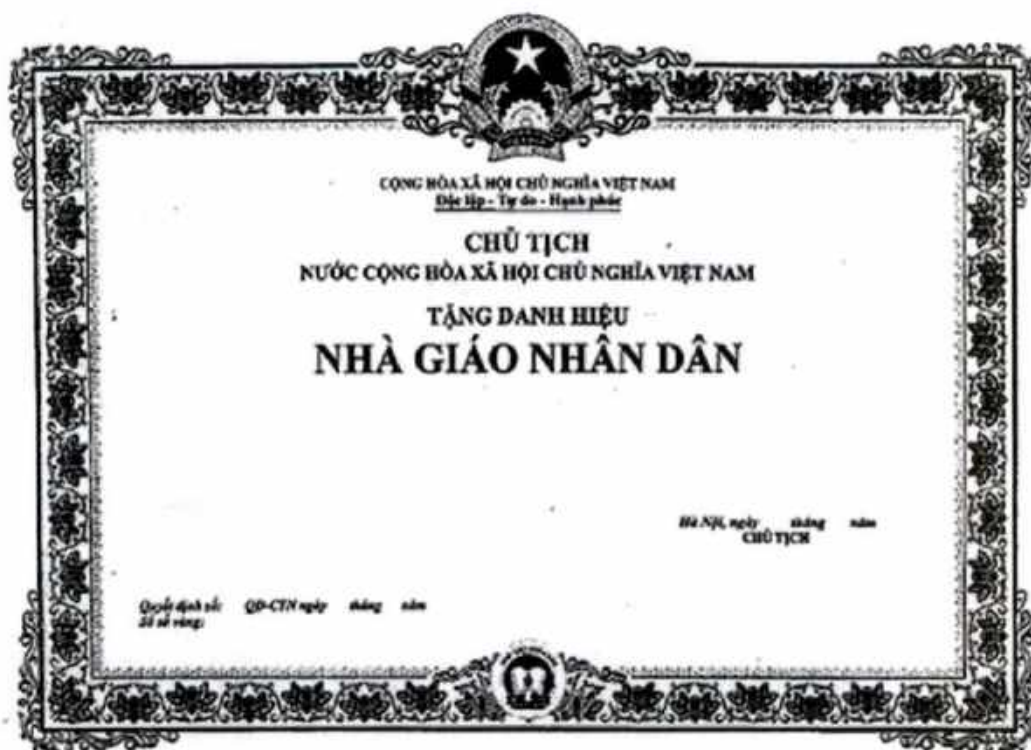 CỘNG HÒA XÃ HỘI CHỦ NGHĨA VIỆT NAM
Độc lập - Tự do - Hạnh phúc
CHỦ TỊCH
NƯỚC CỘNG HÒA XÃ HỘI CHỦ NGHĨA VIỆT NAM
TẶNG DANH HIỆU
NHÀ GIÁO NHÂN DÂN
Hà Nội, ngày tháng năm
CHỦ TỊCH
Quyết định số: QĐ-CTN ngày tháng năm
Số sổ vàng: